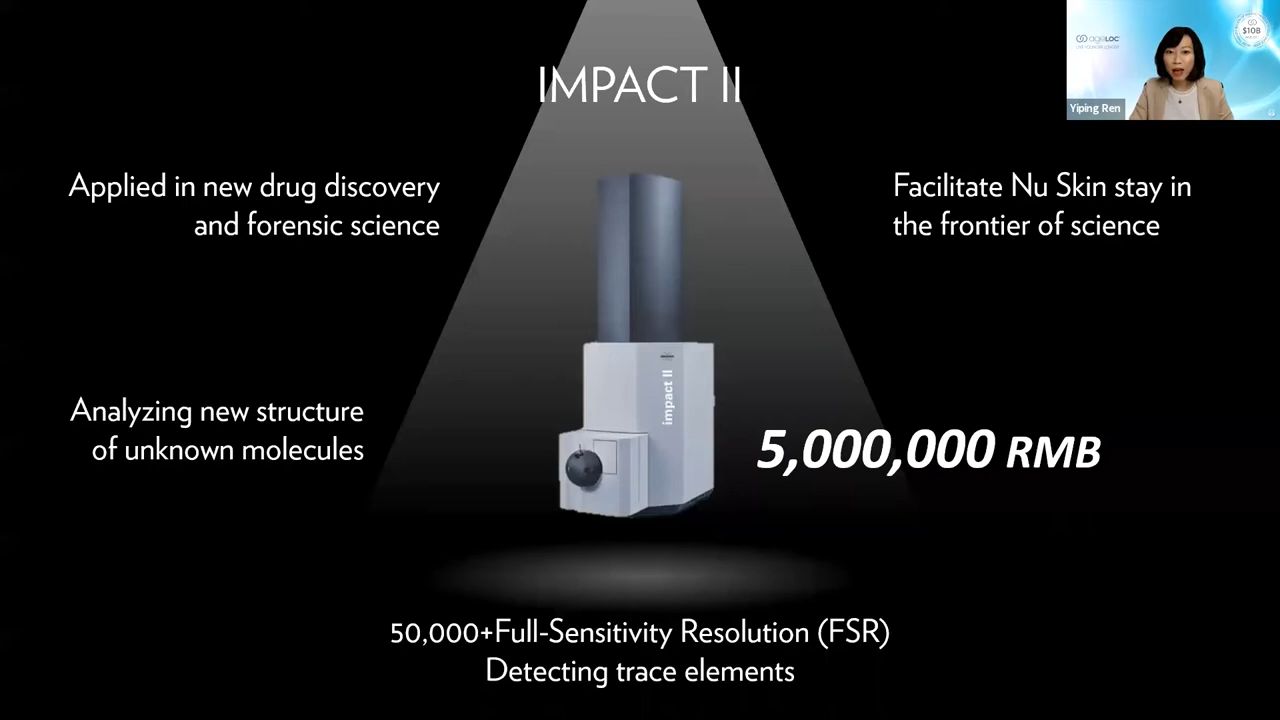 IMPACT II
ageLOC
$10B
Yiping Ren
Applied in new drug discovery
and forensic science
Facilitate Nu Skin stay in
the frontier of science
impact II
Analyzing new structure
of unknown molecules
5,000,000 RMB
50,000+Full-Sensitivity Resolution (FSR)
Detecting trace elements